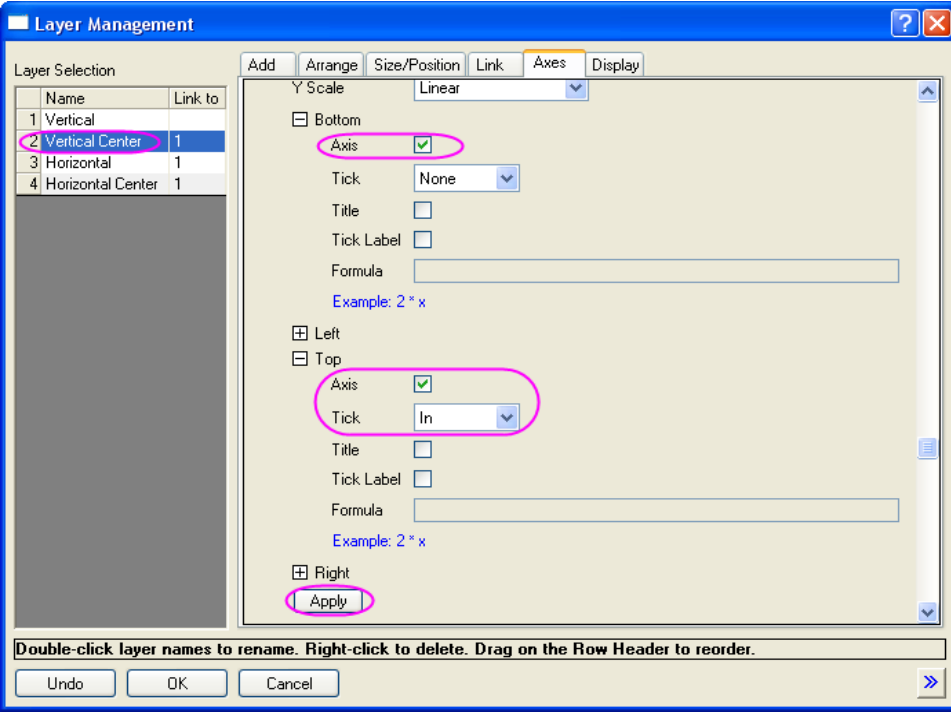 Layer Management
Layer Selection
Name Link to
1 Vertical
2 Vertical Center 1
3 Horizontal 1
4 Horizontal Center 1
Add Arrange Size/Position Link Axes Display
Y Scale Linear
Bottom
Axis
Tick None
Title
Tick Label
Formula
Example: 2 * x
Left
Top
Axis
Tick In
Title
Tick Label
Formula
Example: 2 * x
Right
Apply
Double-click layer names to rename. Right-click to delete. Drag on the Row Header to reorder.
Undo OK Cancel